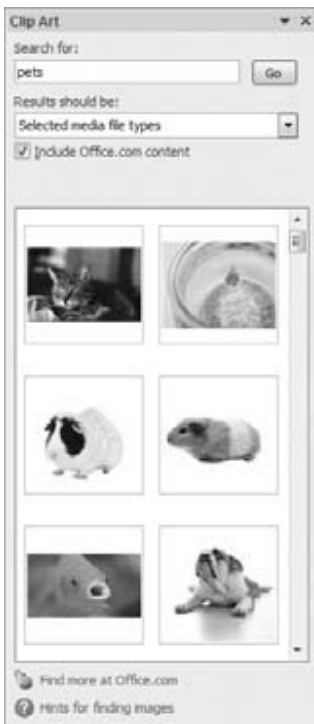 Clip Art
Search for:
pets
Go
Results should be:
Selected media file types
Include Office.com content
Find more at Office.com
Hints for finding images